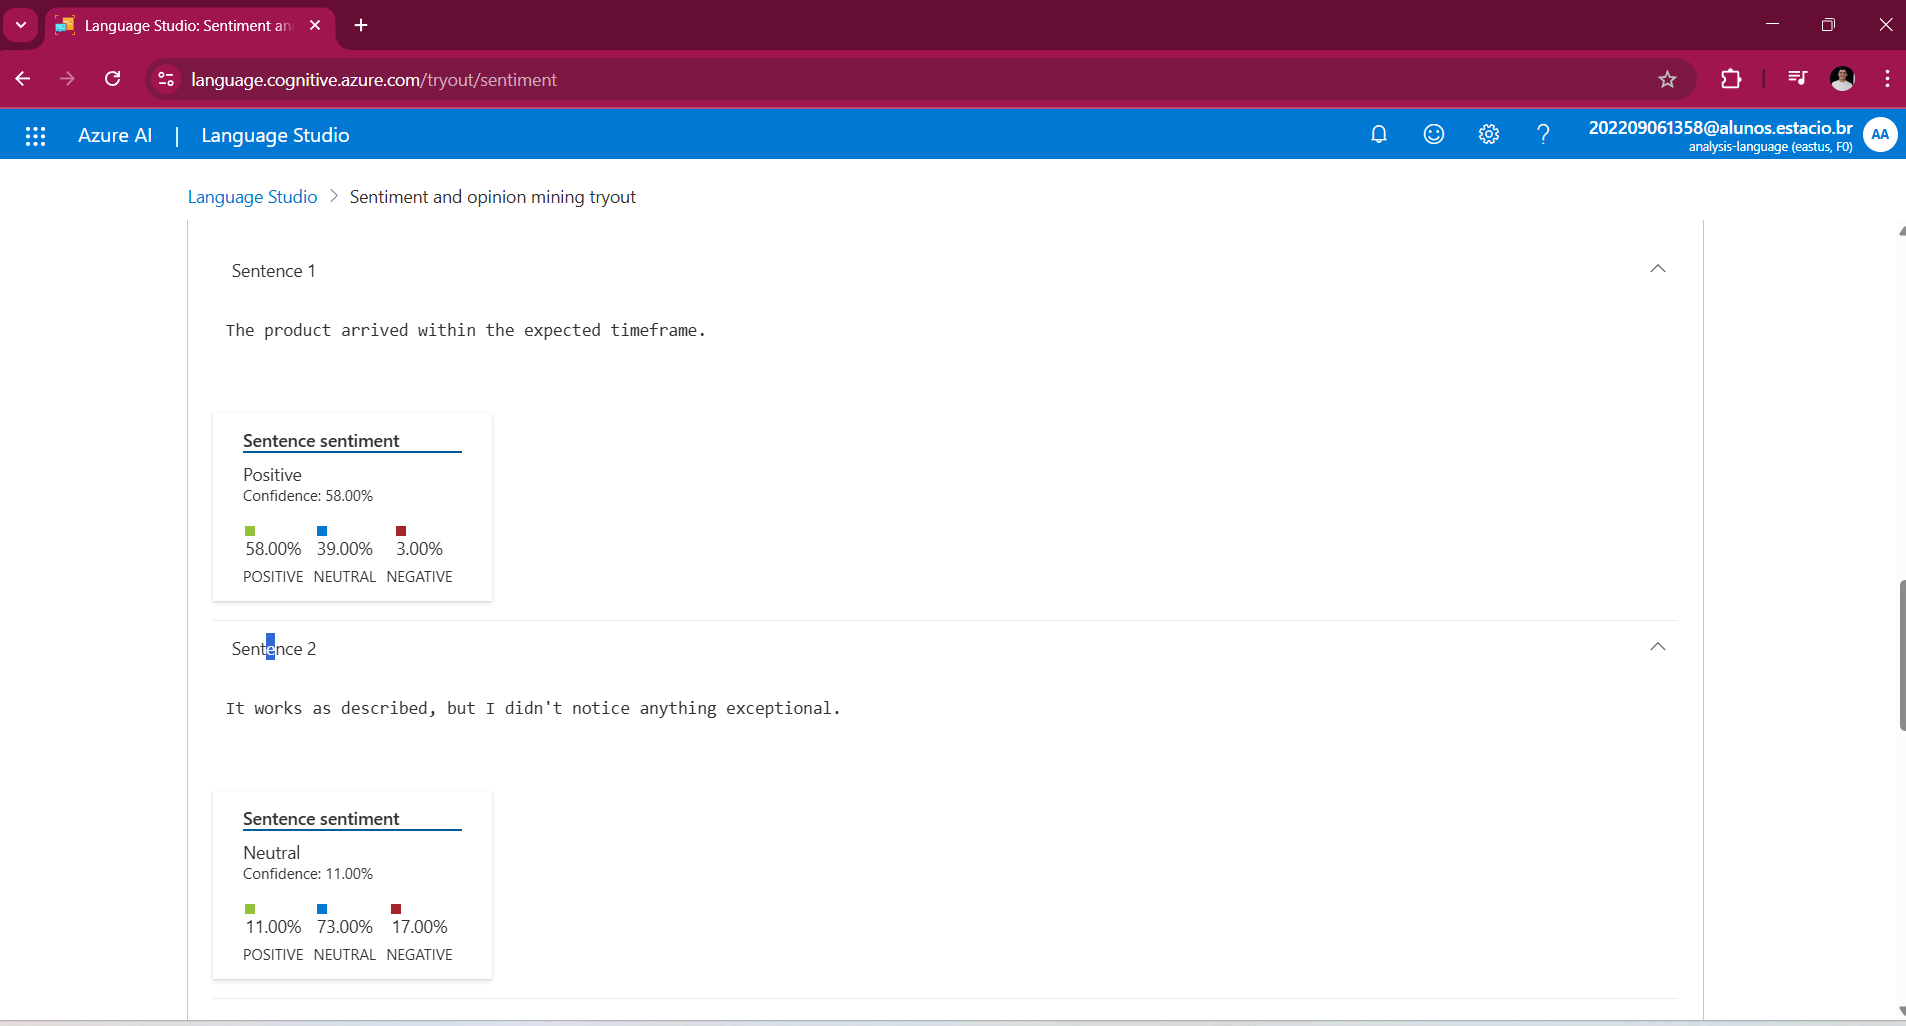 Language Studio: Sentiment an
language.cognitive.azure.com/tryout/sentiment
Azure AI | Language Studio
202209061358@alunos.estacio.br
analysis-language (eastus, F0)
AA
Language Studio > Sentiment and opinion mining tryout
Sentence 1
The product arrived within the expected timeframe.
Sentence sentiment
Positive
Confidence: 58.00%
58.00% 39.00% 3.00%
POSITIVE NEUTRAL NEGATIVE
Sentence 2
It works as described, but I didn't notice anything exceptional.
Sentence sentiment
Neutral
Confidence: 11.00%
11.00% 73.00% 17.00%
POSITIVE NEUTRAL NEGATIVE